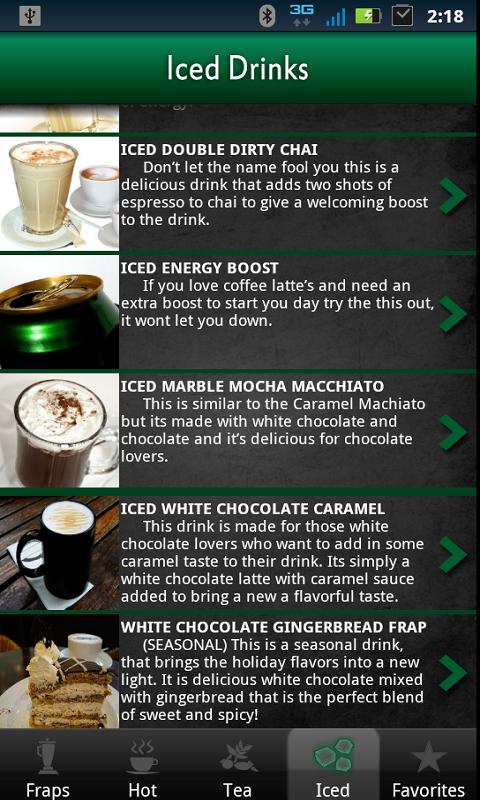 3G 2:18
Iced Drinks
of energy.
ICED DOUBLE DIRTY CHAI
Don't let the name fool you this is a
delicious drink that adds two shots of
espresso to chai to give a welcoming boost
to the drink.
ICED ENERGY BOOST
If you love coffee latte's and need an
extra boost to start you day try the this out,
it wont let you down.
ICED MARBLE MOCHA MACCHIATO
This is similar to the Caramel Machiato
but its made with white chocolate and
chocolate and it's delicious for chocolate
lovers.
ICED WHITE CHOCOLATE CARAMEL
This drink is made for those white
chocolate lovers who want to add in some
caramel taste to their drink. Its simply a
white chocolate latte with caramel sauce
added to bring a new a flavorful taste.
WHITE CHOCOLATE GINGERBREAD FRAP
(SEASONAL) This is a seasonal drink,
that brings the holiday flavors into a new
light. It is delicious white chocolate mixed
with gingerbread that is the perfect blend
of sweet and spicy!
Fraps Hot Tea Iced Favorites